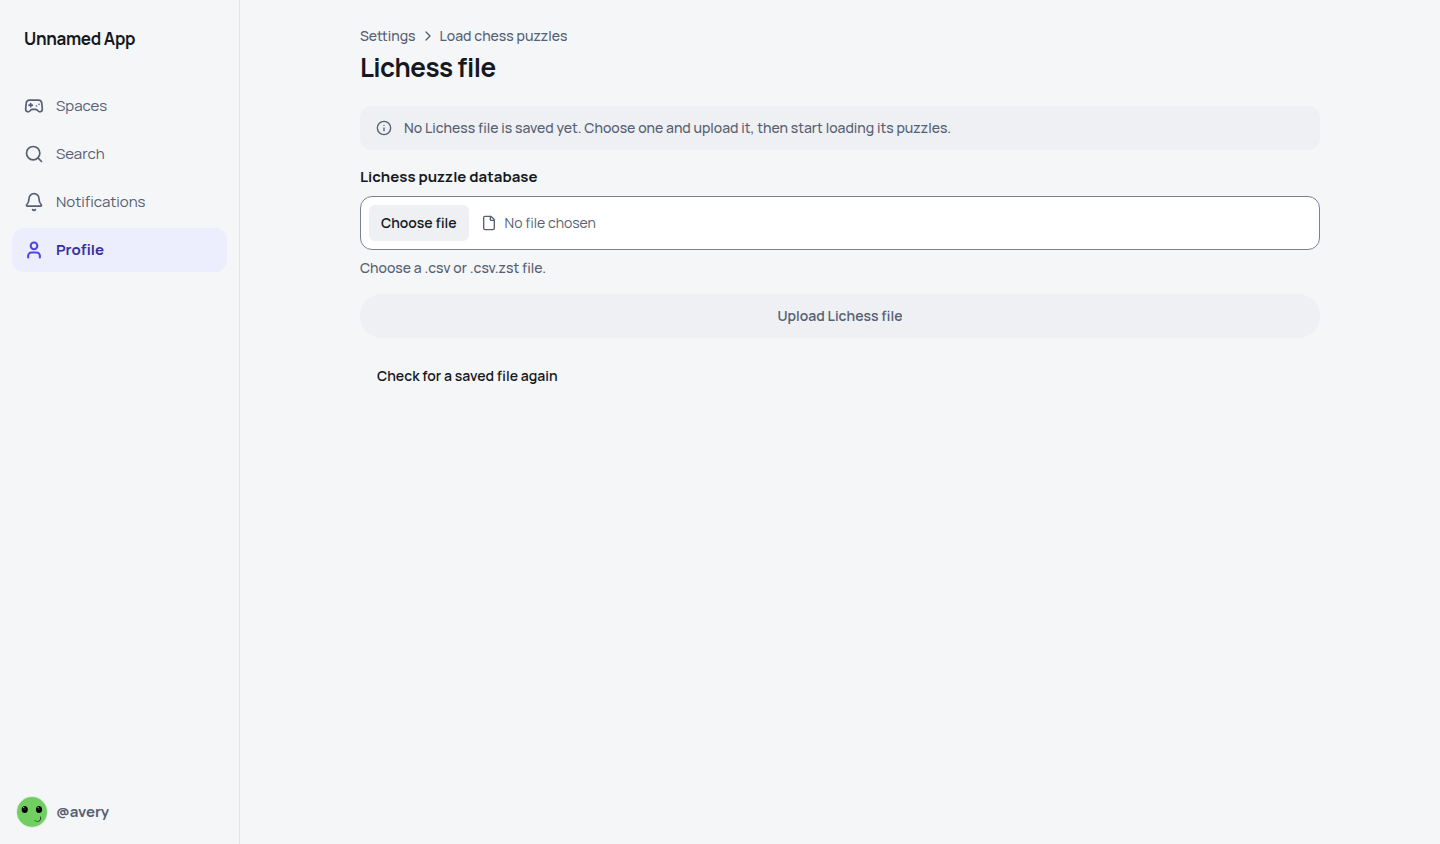 Unnamed App
Spaces
Search
Notifications
Profile
@avery
Settings > Load chess puzzles
Lichess file
No Lichess file is saved yet. Choose one and upload it, then start loading its puzzles.
Lichess puzzle database
Choose file No file chosen
Choose a .csv or .csv.zst file.
Upload Lichess file
Check for a saved file again